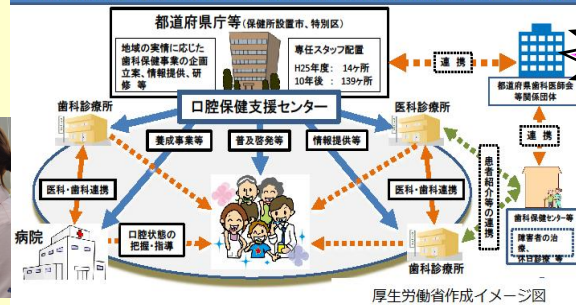 都道府県庁等(保健所設置市、特別区)
地域の実情に応じた
歯科保健事業の企画
立案、情報提供、研
修 等
専任スタッフ配置
H25年度: 14ヶ所
10年後 : 139ヶ所
連 携
都道府県歯科医師会
等関係団体
口腔保健支援センター
歯科診療所
医科診療所
養成事業等
普及啓発等
情報提供等
連 携
医科・歯科連携
医科・歯科連携
患者紹介等の連携
病院
口腔状態の
把握・指導
歯科診療所
歯科保健センター等
障害者の治
療、
休日診療 等
厚生労働省作成イメージ図